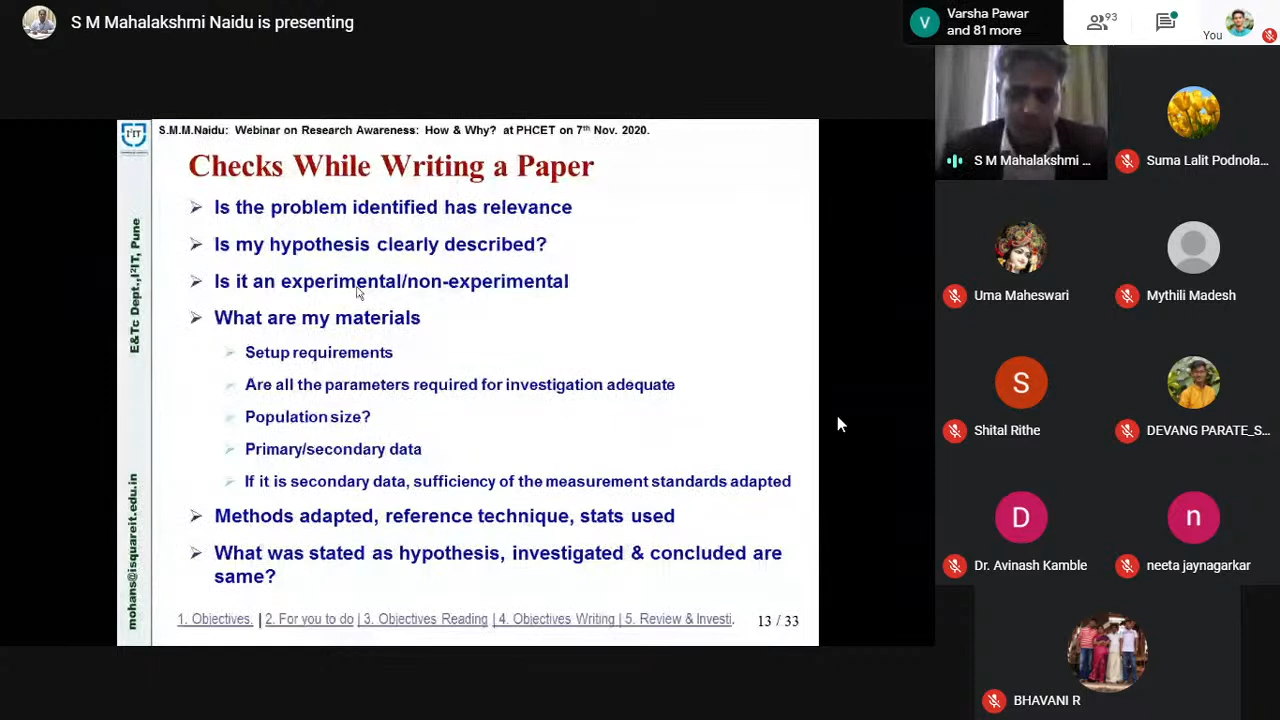 S M Mahalakshmi Naidu is presenting
V
Varsha Pawar
and 81 more
93
You
I²IT
S.M.M.Naidu: Webinar on Research Awareness: How & Why? at PHCET on 7th Nov. 2020.
Checks While Writing a Paper
Is the problem identified has relevance
Is my hypothesis clearly described?
Is it an experimental/non-experimental
What are my materials
Setup requirements
Are all the parameters required for investigation adequate
Population size?
Primary/secondary data
If it is secondary data, sufficiency of the measurement standards adapted
Methods adapted, reference technique, stats used
What was stated as hypothesis, investigated & concluded are
same?
1. Objectives. | 2. For you to do | 3. Objectives Reading | 4. Objectives Writing | 5. Review & Investi.
13 / 33
E&Tc Dept.,I²IT, Pune
mohans@isquareit.edu.in
S M Mahalakshmi ...
Suma Lalit Podnola...
Uma Maheswari
Mythili Madesh
S
Shital Rithe
DEVANG PARATE_S...
D
Dr. Avinash Kamble
n
neeta jaynagarkar
BHAVANI R